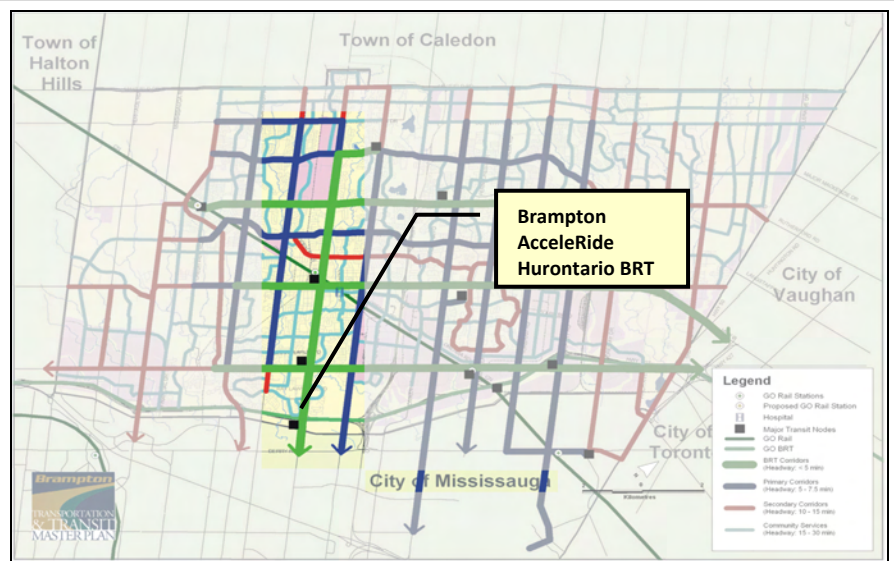 Town of
Halton
Hills
Town of Caledon
Brampton
AcceleRide
Hurontario BRT
City of
Vaughan
City of
Toront
City of Mississauga
Kilometres
Legend
GO Rail Stations
Proposed GO Rail Station
Hospital
Major Transit Nodes
GO Rail
GO BRT
BRT Corridors
(Headway: < 5 min)
Primary Corridors
(Headway: 5 - 7.5 min)
Secondary Corridors
(Headway: 10 - 15 min)
Community Services
(Headway: 15 - 30 min)
Brampton
TRANSPORTATION
& TRANSIT
MASTER PLAN